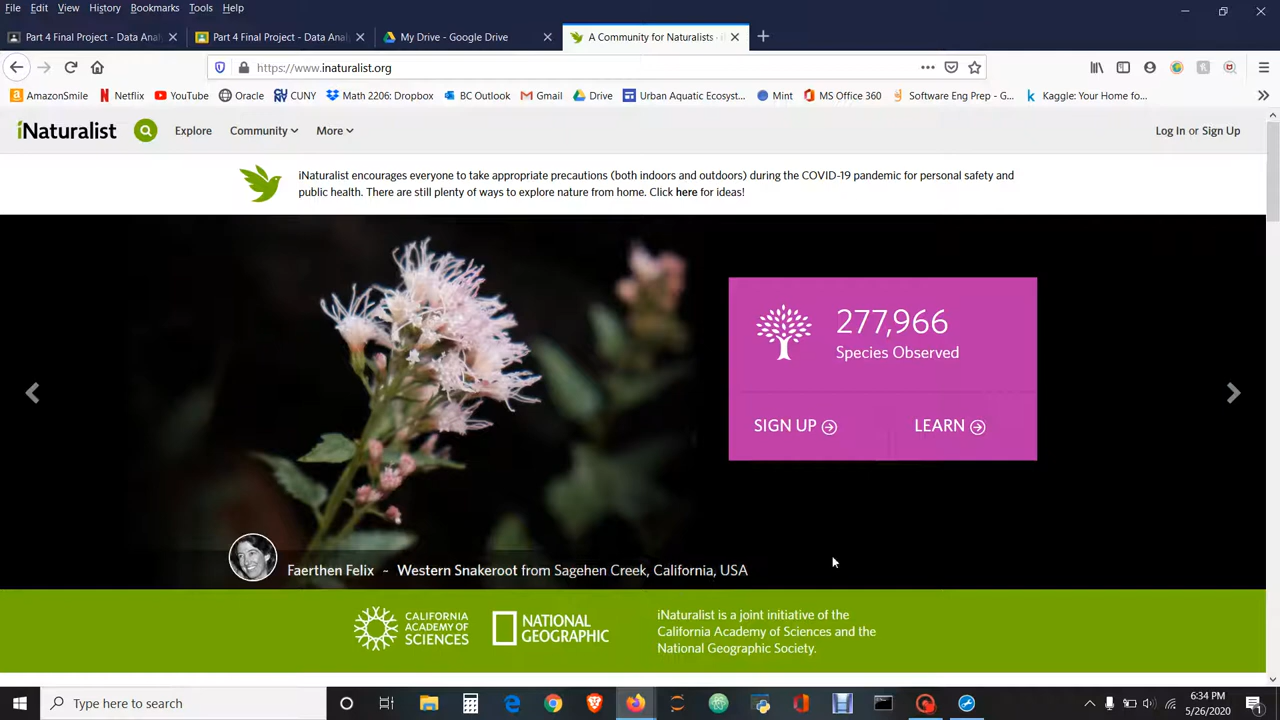 File Edit View History Bookmarks Tools Help
Part 4 Final Project - Data Anal
Part 4 Final Project - Data Anal
My Drive - Google Drive
A Community for Naturalists ·
https://www.inaturalist.org
AmazonSmile Netflix YouTube Oracle CUNY Math 2206: Dropbox BC Outlook Gmail Drive Urban Aquatic Ecosyst... Mint MS Office 360 Software Eng Prep - G... Kaggle: Your Home fo...
iNaturalist Explore Community More Log In or Sign Up
iNaturalist encourages everyone to take appropriate precautions (both indoors and outdoors) during the COVID-19 pandemic for personal safety and
public health. There are still plenty of ways to explore nature from home. Click here for ideas!
277,966
Species Observed
SIGN UP LEARN
Faerthen Felix ~ Western Snakeroot from Sagehen Creek, California, USA
CALIFORNIA
ACADEMY OF
SCIENCES
NATIONAL
GEOGRAPHIC
iNaturalist is a joint initiative of the
California Academy of Sciences and the
National Geographic Society.
Type here to search
6:34 PM
5/26/2020